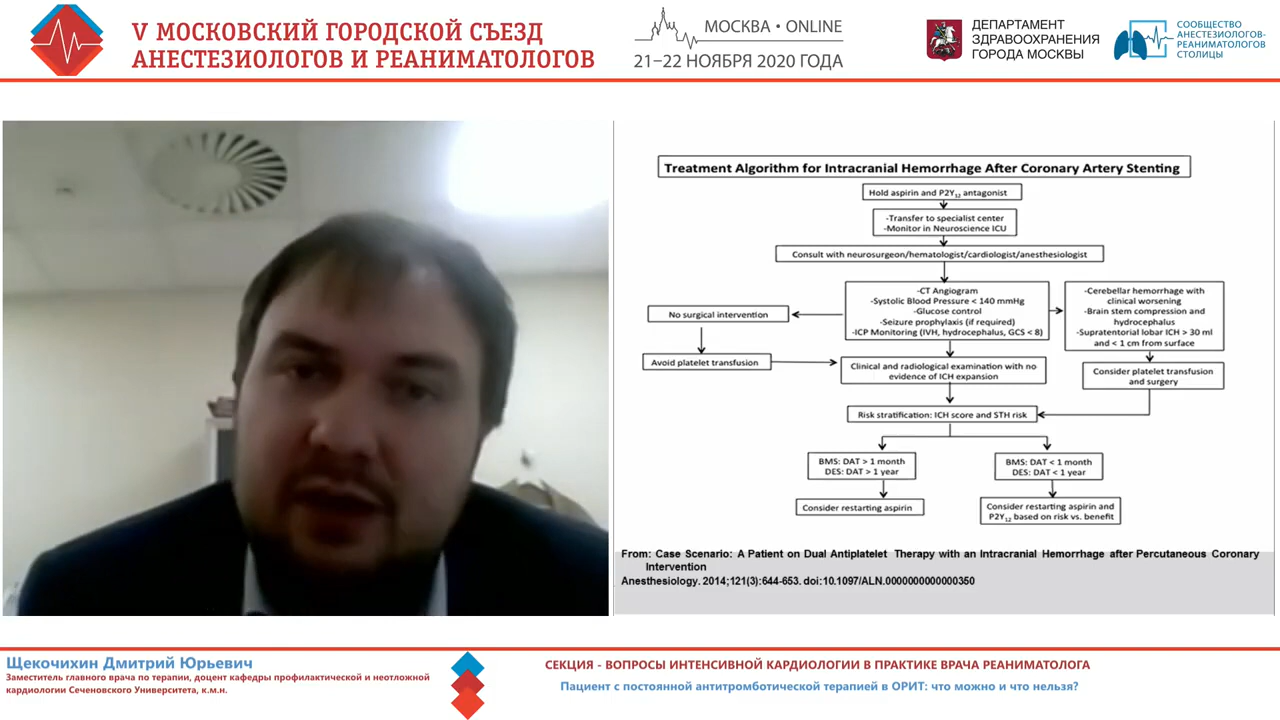 V МОСКОВСКИЙ ГОРОДСКОЙ СЪЕЗД
АНЕСТЕЗИОЛОГОВ И РЕАНИМАТОЛОГОВ
МОСКВА • ONLINE
21–22 НОЯБРЯ 2020 ГОДА
ДЕПАРТАМЕНТ
ЗДРАВООХРАНЕНИЯ
ГОРОДА МОСКВЫ
СООБЩЕСТВО
АНЕСТЕЗИОЛОГОВ-
РЕАНИМАТОЛОГОВ
СТОЛИЦЫ
Treatment Algorithm for Intracranial Hemorrhage After Coronary Artery Stenting
Hold aspirin and P2Y12 antagonist
-Transfer to specialist center
-Monitor in Neuroscience ICU
Consult with neurosurgeon/hematologist/cardiologist/anesthesiologist
-CT Angiogram
-Systolic Blood Pressure < 140 mmHg
-Glucose control
-Seizure prophylaxis (if required)
-ICP Monitoring (IVH, hydrocephalus, GCS < 8)
-Cerebellar hemorrhage with
clinical worsening
-Brain stem compression and
hydrocephalus
-Supratentorial lobar ICH > 30 ml
and < 1 cm from surface
No surgical intervention
Avoid platelet transfusion
Clinical and radiological examination with no
evidence of ICH expansion
Consider platelet transfusion
and surgery
Risk stratification: ICH score and STH risk
BMS: DAT > 1 month
DES: DAT > 1 year
BMS: DAT < 1 month
DES: DAT < 1 year
Consider restarting aspirin
Consider restarting aspirin and
P2Y12 based on risk vs. benefit
From: Case Scenario: A Patient on Dual Antiplatelet Therapy with an Intracranial Hemorrhage after Percutaneous Coronary
Intervention
Anesthesiology. 2014;121(3):644-653. doi:10.1097/ALN.0000000000000350
Щекочихин Дмитрий Юрьевич
Заместитель главного врача по терапии, доцент кафедры профилактической и неотложной
кардиологии Сеченовского Университета, к.м.н.
СЕКЦИЯ - ВОПРОСЫ ИНТЕНСИВНОЙ КАРДИОЛОГИИ В ПРАКТИКЕ ВРАЧА РЕАНИМАТОЛОГА
Пациент с постоянной антитромботической терапией в ОРИТ: что можно и что нельзя?